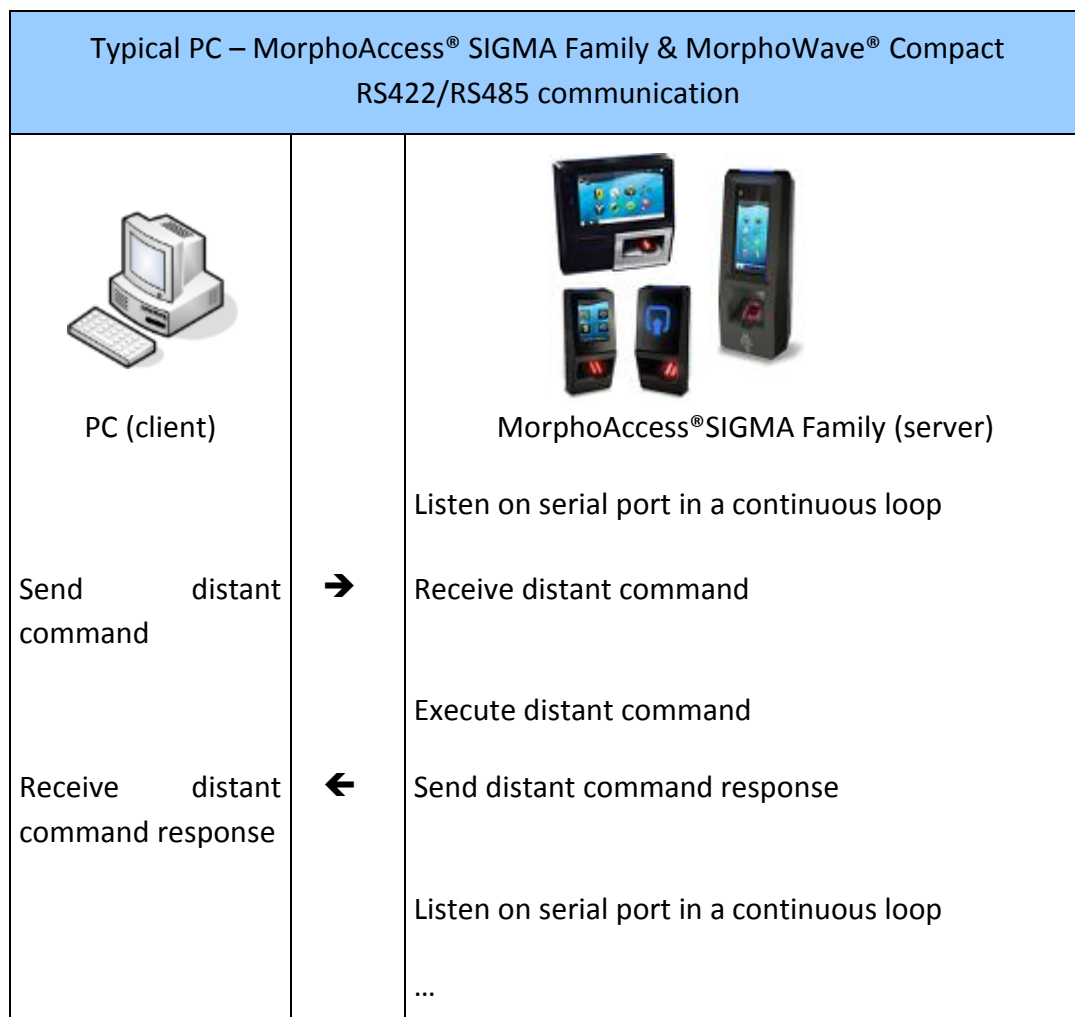 Typical PC – MorphoAccess® SIGMA Family & MorphoWave® Compact
RS422/RS485 communication
PC (client)
MorphoAccess®SIGMA Family (server)
Listen on serial port in a continuous loop
Send distant
command
➔
Receive distant command
Execute distant command
Receive distant
command response
🡸
Send distant command response
Listen on serial port in a continuous loop
...